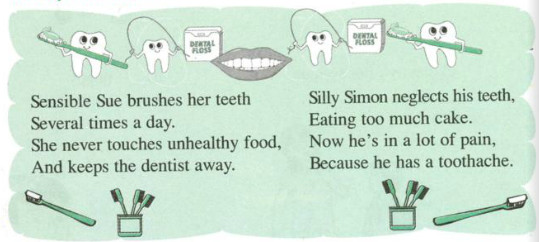 DENTAL
FLOSS
DENTAL
FLOSS
Sensible Sue brushes her teeth
Several times a day.
She never touches unhealthy food,
And keeps the dentist away.
Silly Simon neglects his teeth,
Eating too much cake.
Now he's in a lot of pain,
Because he has a toothache.